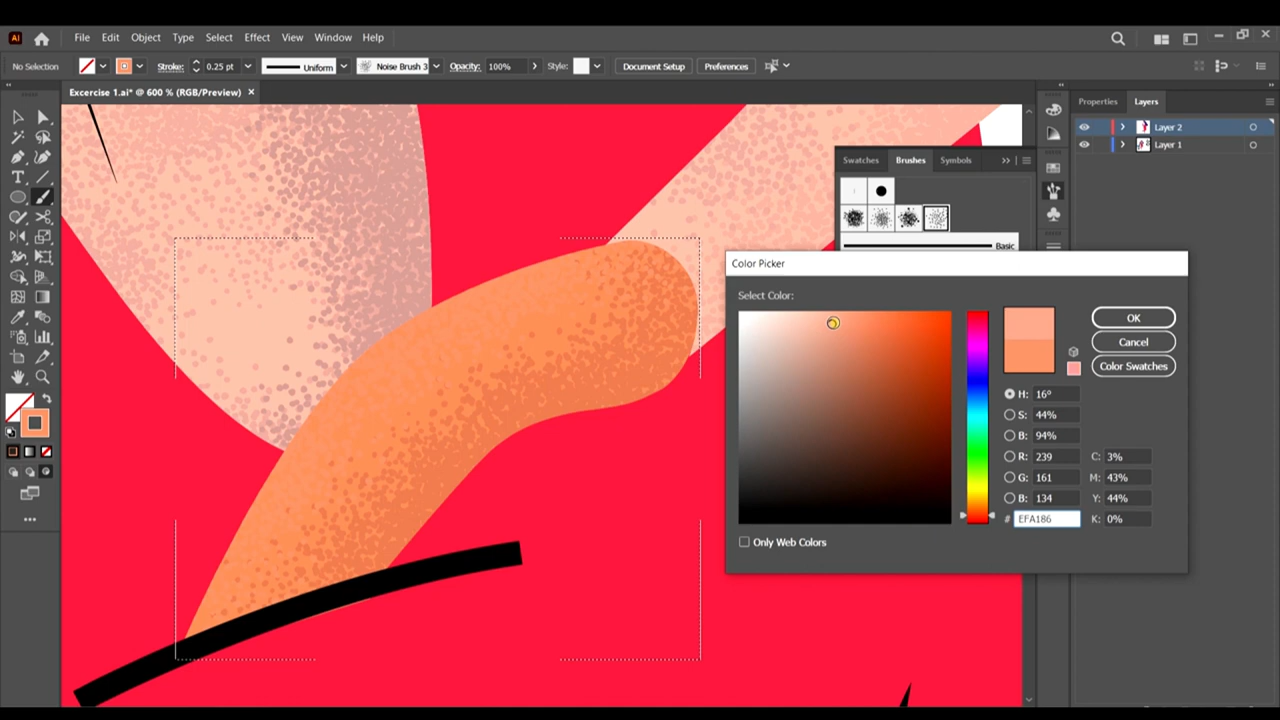 Ai File Edit Object Type Select Effect View Window Help
No Selection Stroke: 0.25 pt Uniform Noise Brush 3 Opacity: 100% Style: Document Setup Preferences
Excercise 1.ai* @ 600 % (RGB/Preview) ×
Properties Layers
Layer 2
Layer 1
Swatches Brushes Symbols
Basic
Color Picker
Select Color:
OK
Cancel
Color Swatches
H: 16°
S: 44%
B: 94%
R: 239 C: 3%
G: 161 M: 43%
B: 134 Y: 44%
# EFA186 K: 0%
Only Web Colors